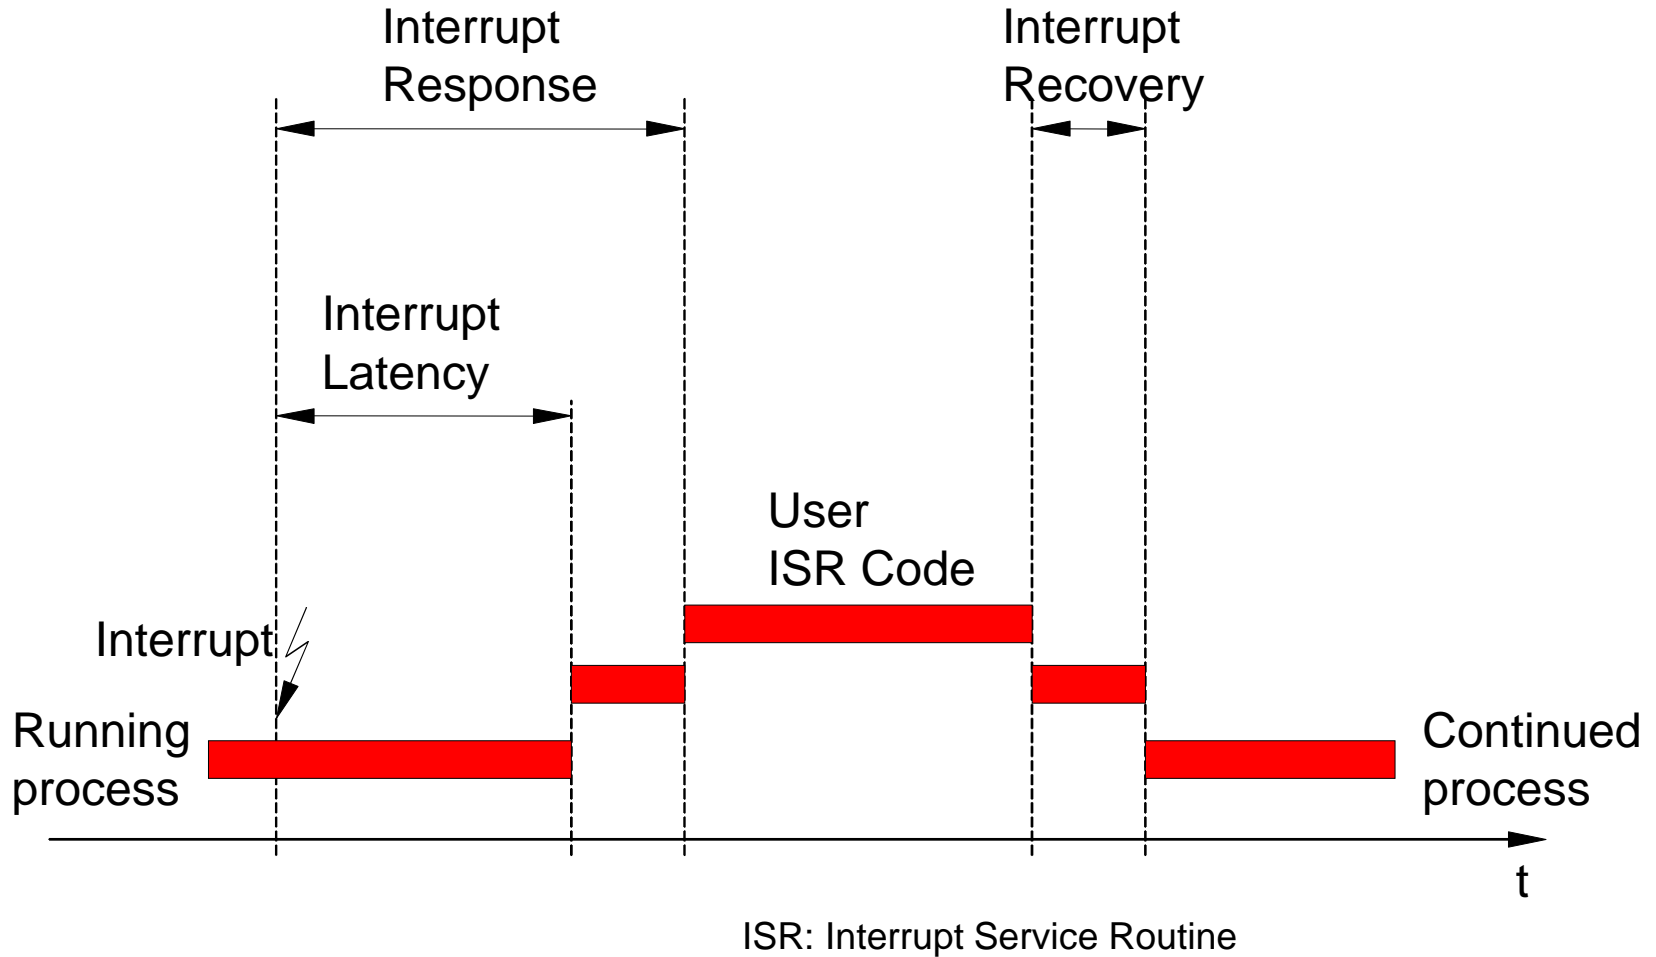 Interrupt
Response
Interrupt
Recovery
Interrupt
Latency
User
ISR Code
Interrupt
Running
process
Continued
process
t
ISR: Interrupt Service Routine